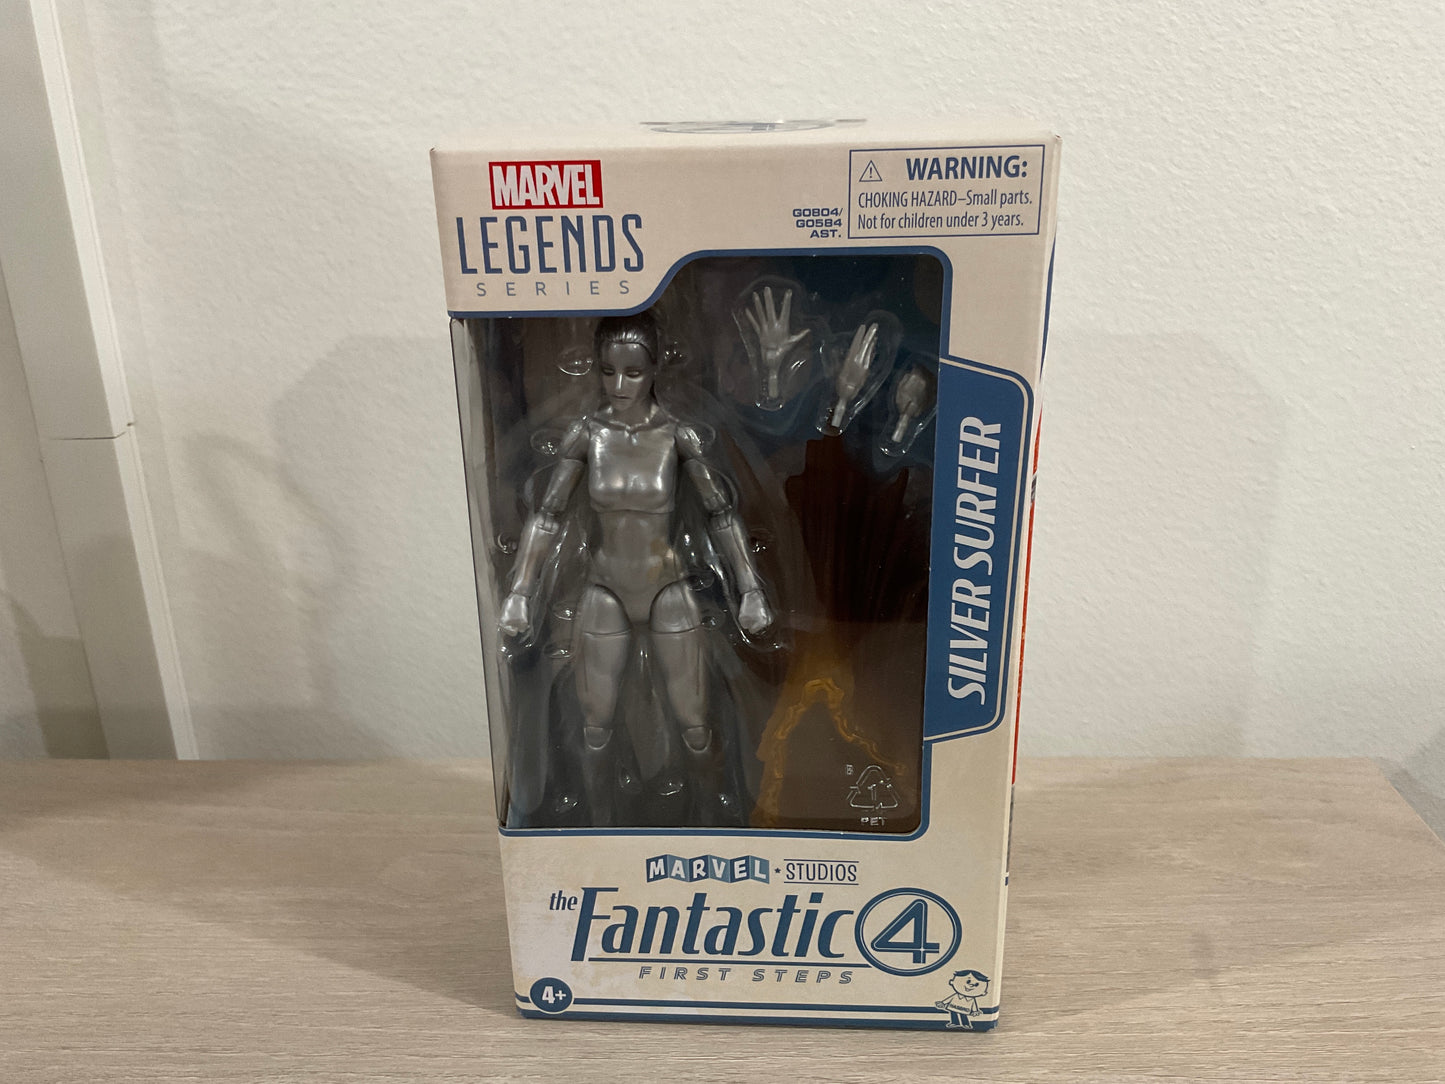 MARVEL
LEGENDS
SERIES
G0804/
G0584
AST.
WARNING:
CHOKING HAZARD–Small parts.
Not for children under 3 years.
SILVER SURFER
1
PET
MARVEL STUDIOS
the Fantastic 4
FIRST STEPS
4+